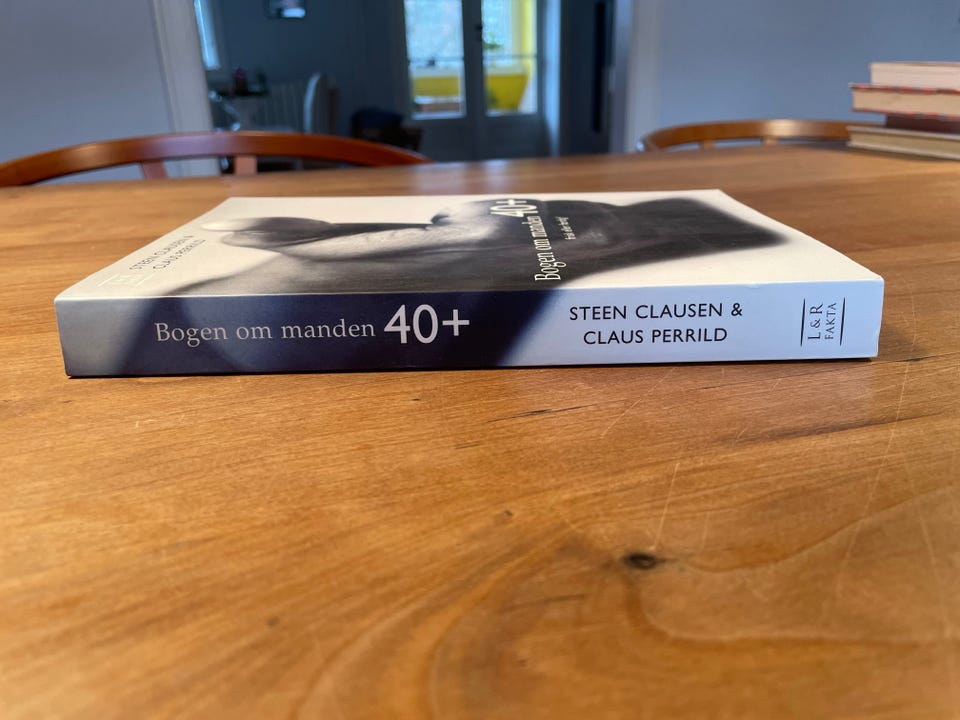 STEEN CLAUSEN &
CLAUS PERRILD
Bogen om manden 40+
Bogen om manden 40+
STEEN CLAUSEN &
CLAUS PERRILD
L&R
FAKTA